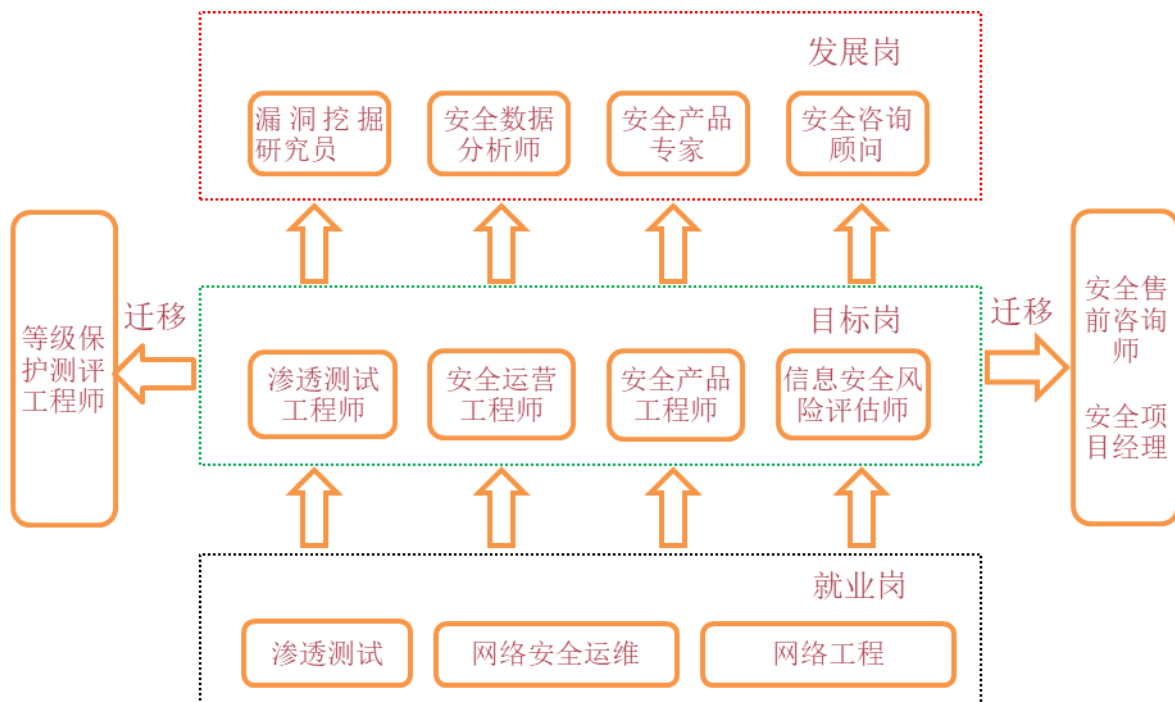 发展岗
漏洞挖掘
研究员
安全数据
分析师
安全产品
专家
安全咨询
顾问
等级保
护测评
工程师
迁移
目标岗
渗透测试
工程师
安全运营
工程师
安全产品
工程师
信息安全风
险评估师
迁移
安全售
前咨询
师
安全项
目经理
就业岗
渗透测试
网络安全运维
网络工程